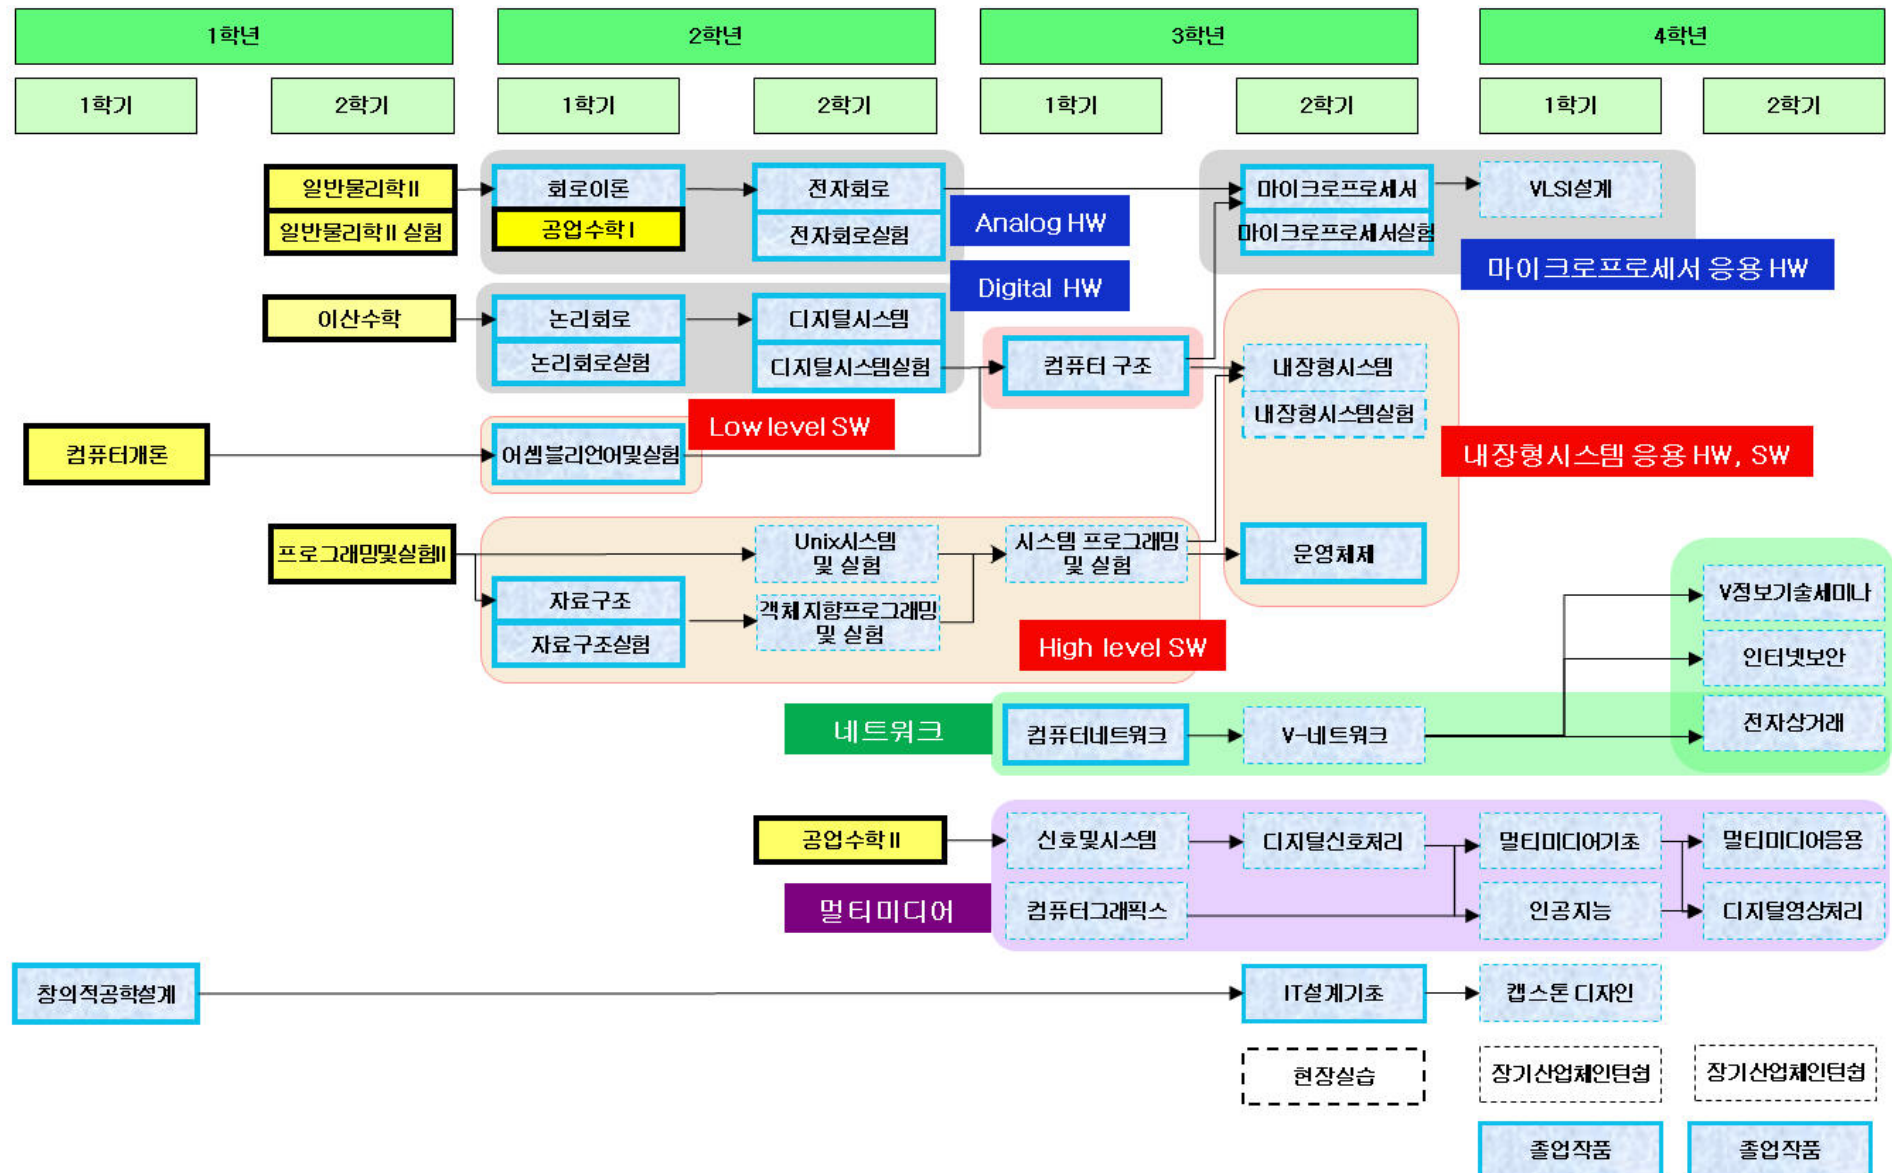 1학년
2학년
3학년
4학년
1학기
2학기
1학기
2학기
1학기
2학기
1학기
2학기
일반물리학 II
회로이론
전자회로
마이크로프로세서
VLSI설계
일반물리학II 실험
공업수학 I
전자회로실험
Analog HW
마이크로프로세서실험
마이크로프로세서 응용 HW
Digital HW
이산수학
논리회로
디지털시스템
논리회로실험
디지털시스템실험
컴퓨터 구조
내장형시스템
내장형시스템실험
Low level SW
컴퓨터개론
어셈블리언어및실험
내장형시스템 응용 HW, SW
프로그래밍및실험II
Unix시스템
및 실험
시스템 프로그래밍
및 실험
운영체제
자료구조
자료구조실험
객체지향프로그래밍
및 실험
High level SW
V정보기술세미나
인터넷보안
네트워크
컴퓨터네트워크
V-네트워크
전자상거래
공업수학 II
신호및시스템
디지털신호처리
멀티미디어기초
멀티미디어응용
멀티미디어
컴퓨터그래픽스
인공지능
디지털영상처리
창의적공학설계
IT설계기초
캡스톤 디자인
현장실습
장기산업체인턴쉽
장기산업체인턴쉽
졸업작품
졸업작품